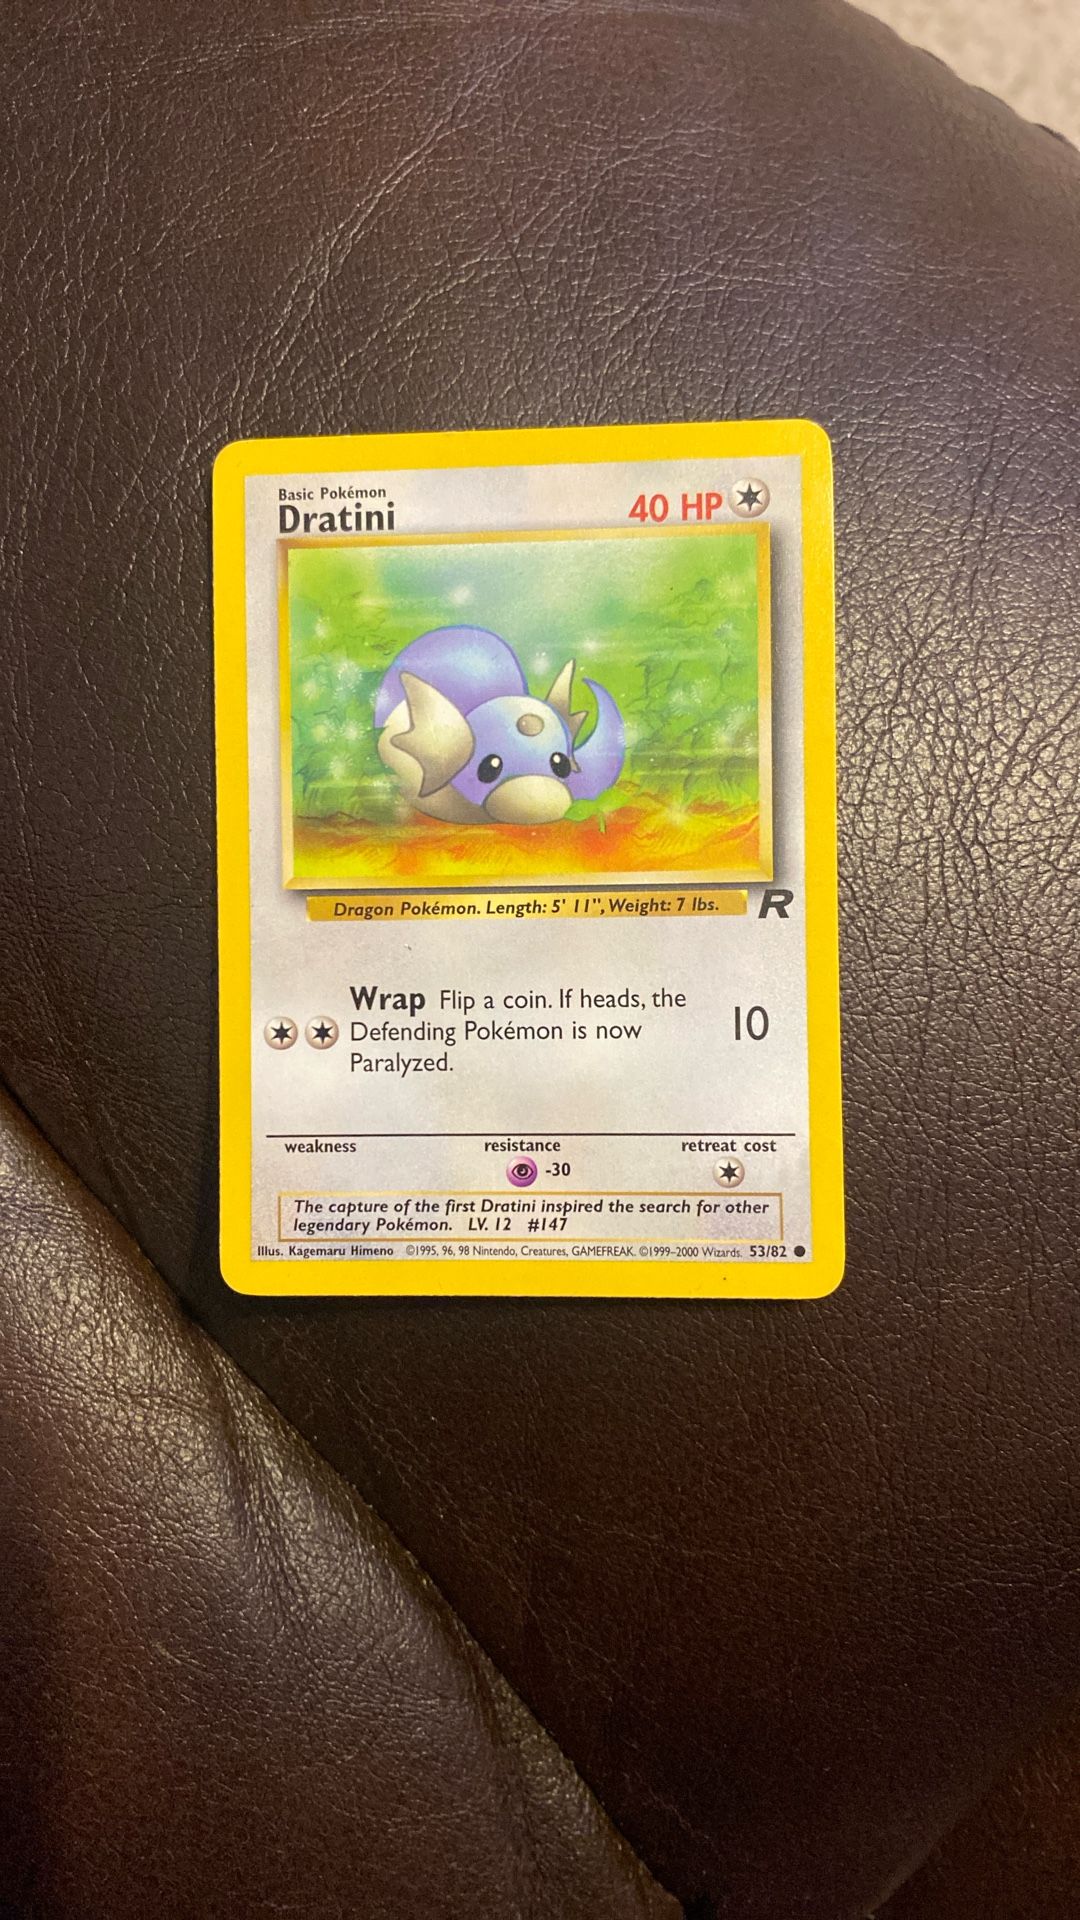 Basic Pokémon
Dratini
40 HP
Dragon Pokémon. Length: 5' 11", Weight: 7 lbs.
R
Wrap Flip a coin. If heads, the
Defending Pokémon is now
Paralyzed.
10
weakness resistance retreat cost
-30
The capture of the first Dratini inspired the search for other
legendary Pokémon. LV. 12 #147
Illus. Kagemaru Himeno ©1995, 96, 98 Nintendo, Creatures, GAMEFREAK. ©1999–2000 Wizards. 53/82